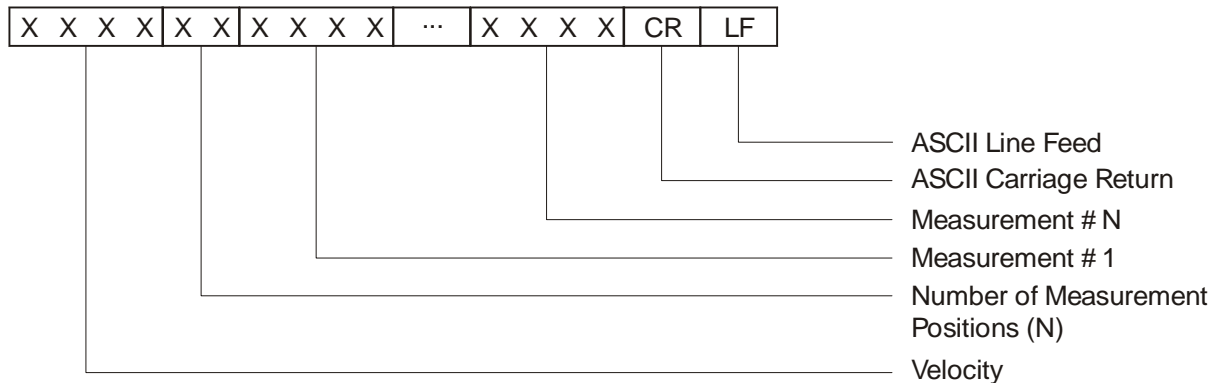 X X X X X X X X X X ... X X X X CR LF
ASCII Line Feed
ASCII Carriage Return
Measurement # N
Measurement # 1
Number of Measurement
Positions (N)
Velocity